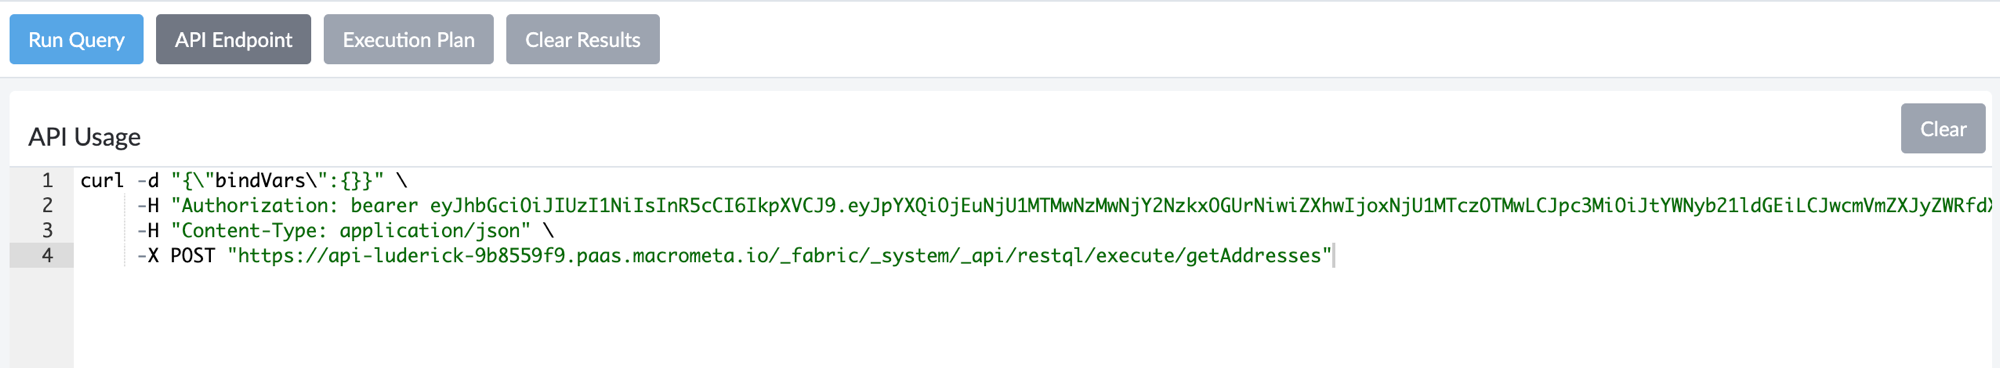 Run Query API Endpoint Execution Plan Clear Results
API Usage Clear
1 curl -d "{\"bindVars\":{}}" \
2 -H "Authorization: bearer eyJhbGciOiJIUzI1NiIsInR5cCI6IkpXVCJ9.eyJpYXQiOjEuNjU1MTMwNzMwNjY2NzkxOGUrNiwiZXhwIjoxNjU1MTczOTMwLCJpc3MiOiJtYWNyb21ldGEiLCJwcmVmZXJyZWRfdX
3 -H "Content-Type: application/json" \
4 -X POST "https://api-luderick-9b8559f9.paas.macrometa.io/_fabric/_system/_api/restql/execute/getAddresses"